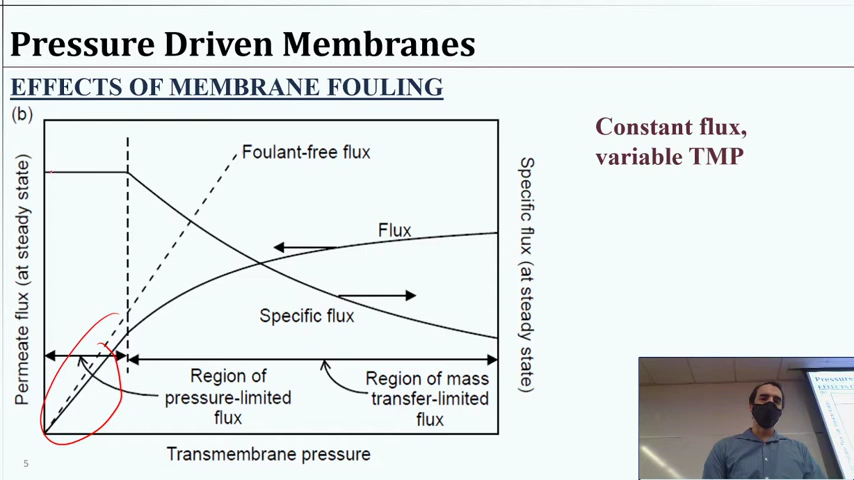 Pressure Driven Membranes
EFFECTS OF MEMBRANE FOULING
(b)
Constant flux,
variable TMP
Foulant-free flux
Flux
Specific flux
Region of
pressure-limited
flux
Region of mass
transfer-limited
flux
Permeate flux (at steady state)
Specific flux (at steady state)
Transmembrane pressure
5